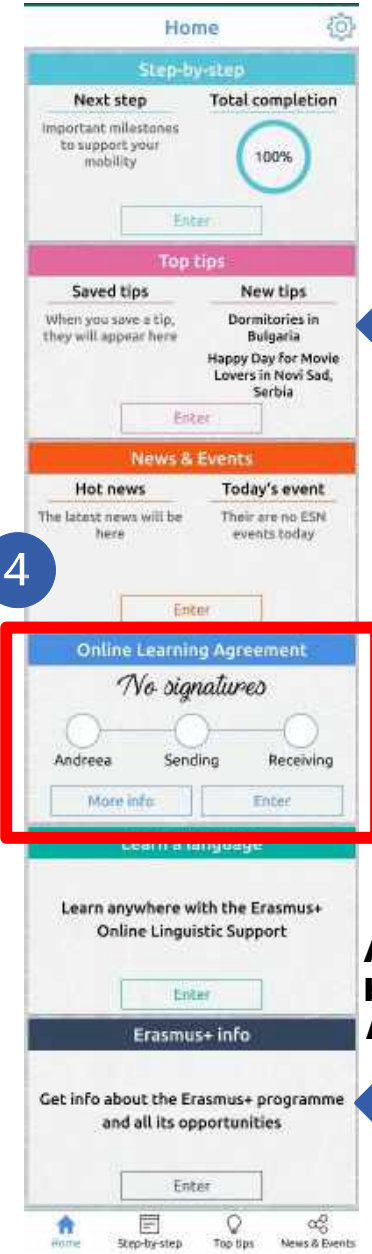 Home
Step-by-step
Next step Total completion
Important milestones
to support your
mobility
100%
Enter
Top tips
Saved tips New tips
When you save a tip,
they will appear here
Dormitories in
Bulgaria
Happy Day for Movie
Lovers in Novi Sad,
Serbia
Enter
News & Events
Hot news Today's event
The latest news will be
here
Their are no ESN
events today
4
Enter
Online Learning Agreement
No signatures
Andreea Sending Receiving
More info Enter
Learn a language
Learn anywhere with the Erasmus+
Online Linguistic Support
Enter
Erasmus+ info
Get info about the Erasmus+ programme
and all its opportunities
Enter
Home Step-by-step Top tips News & Events